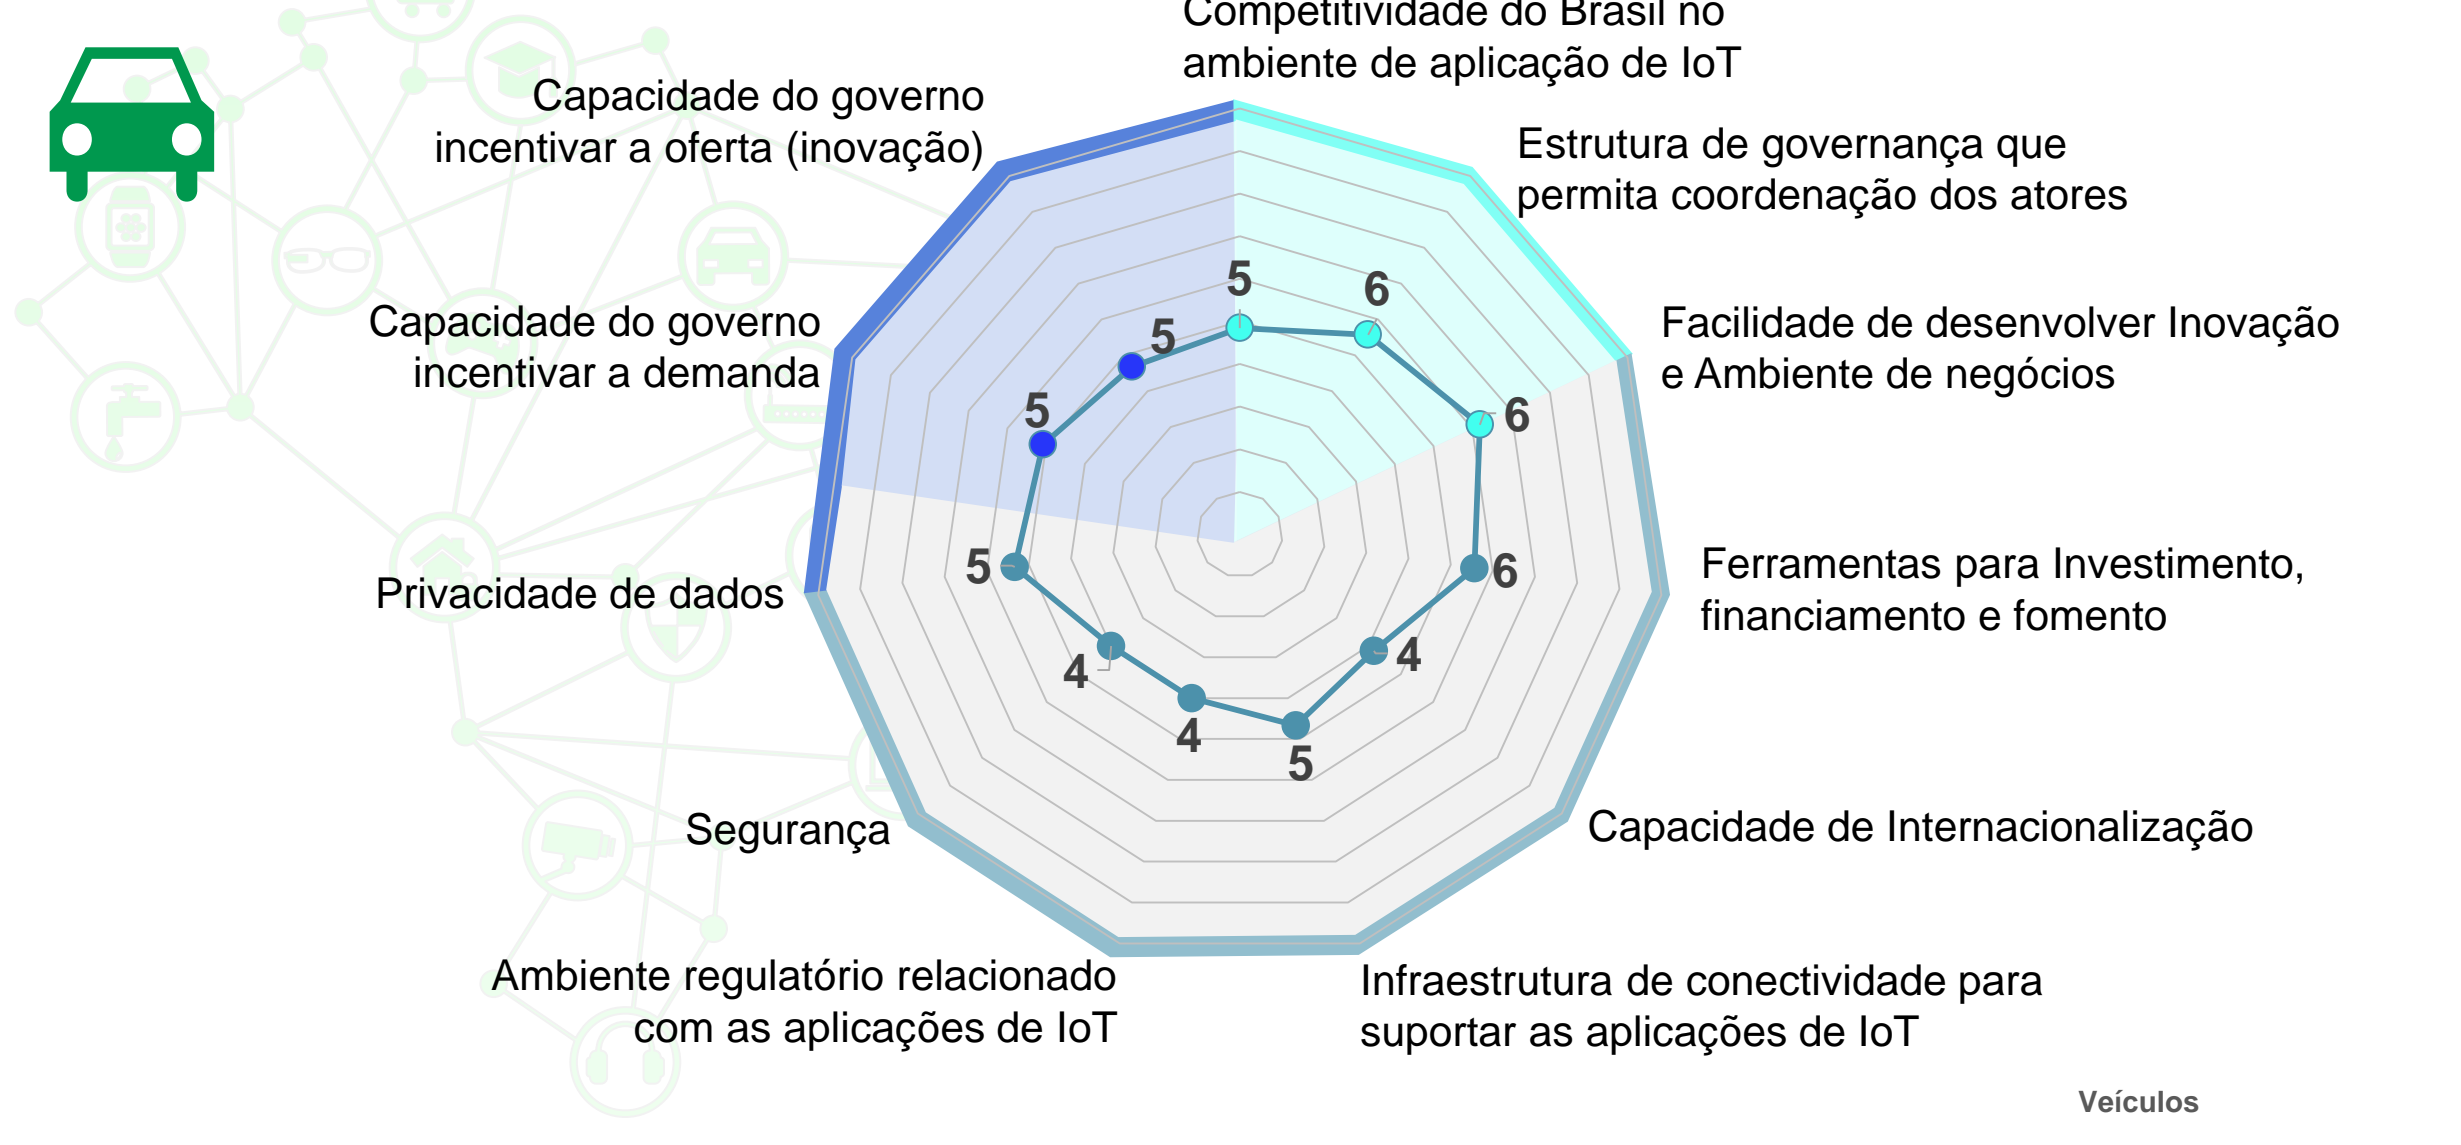 Competitividade do Brasil no
ambiente de aplicação de IoT
Capacidade do governo
incentivar a oferta (inovação)
Estrutura de governança que
permita coordenação dos atores
5
6
5
Capacidade do governo
incentivar a demanda
Facilidade de desenvolver Inovação
e Ambiente de negócios
5
6
5
6
Privacidade de dados
Ferramentas para Investimento,
financiamento e fomento
4
4
4
5
Segurança
Capacidade de Internacionalização
Ambiente regulatório relacionado
com as aplicações de IoT
Infraestrutura de conectividade para
suportar as aplicações de IoT
Veículos